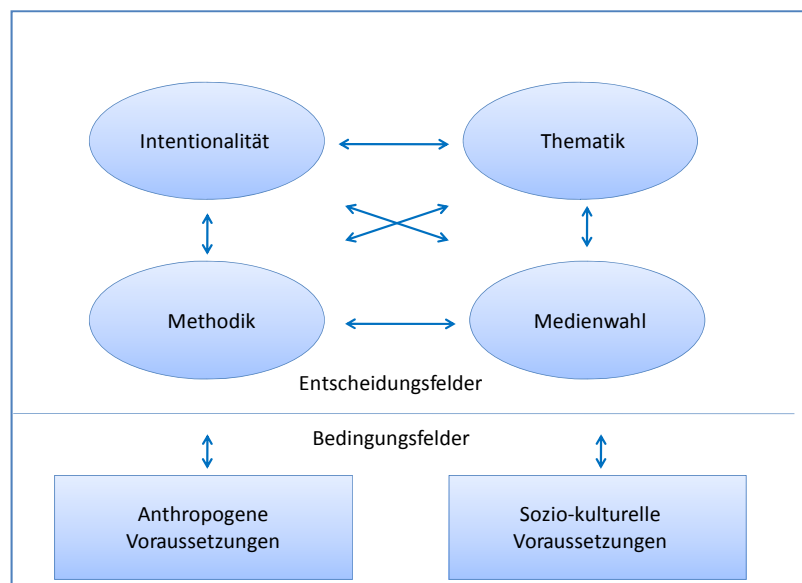 Intentionalität
Thematik
Methodik
Medienwahl
Entscheidungsfelder
Bedingungsfelder
Anthropogene
Voraussetzungen
Sozio-kulturelle
Voraussetzungen